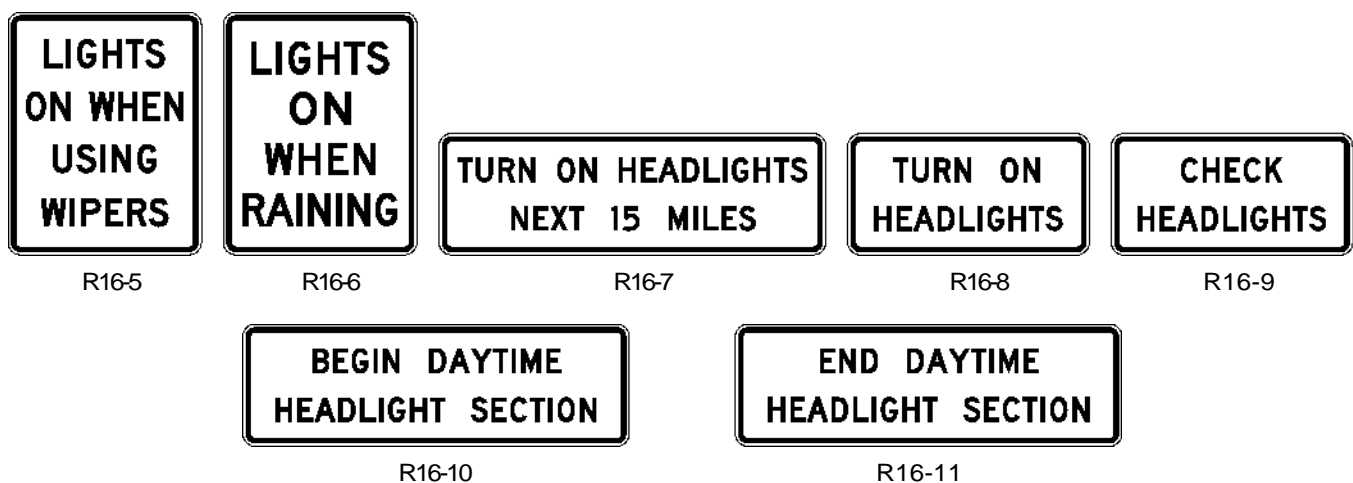 LIGHTS
ON WHEN
USING
WIPERS
R16-5
LIGHTS
ON
WHEN
RAINING
R16-6
TURN ON HEADLIGHTS
NEXT 15 MILES
R16-7
TURN ON
HEADLIGHTS
R16-8
CHECK
HEADLIGHTS
R16-9
BEGIN DAYTIME
HEADLIGHT SECTION
R16-10
END DAYTIME
HEADLIGHT SECTION
R16-11